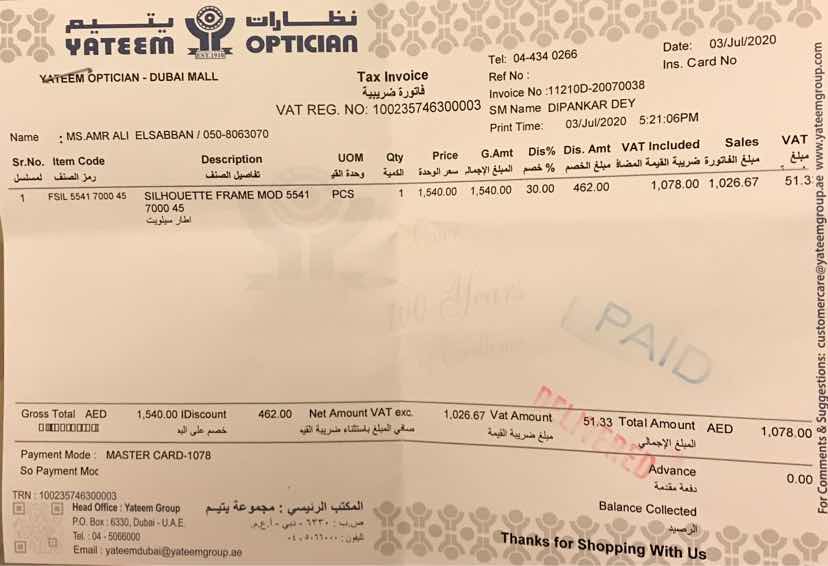 يتيم نظارات
YATEEM OPTICIAN
EST.1910
YATEEM OPTICIAN - DUBAI MALL
Tax Invoice
فاتورة ضريبية
VAT REG. NO: 100235746300003
Tel: 04-434 0266
Ref No :
Invoice No :11210D-20070038
SM Name DIPANKAR DEY
Print Time: 03/Jul/2020 5:21:06PM
Date: 03/Jul/2020
Ins. Card No
Name : MS.AMR ALI ELSABBAN / 050-8063070
Sr.No. Item Code Description UOM Qty Price G.Amt Dis% Dis. Amt VAT Included Sales VAT
لمسلسل رمز الصنف تفاصيل الصنف وحدة القي الكمية سعر الوحدة المبلغ الإجمالي خصم % مبلغ الخصم ضريبة القيمة المضاف مبلغ الفاتورة مبلغ
1 FSIL 5541 7000 45 SILHOUETTE FRAME MOD 5541 PCS 1 1,540.00 1,540.00 30.00 462.00 1,078.00 1,026.67 51.3
7000 45
اطار سيلويت
PAID
DELIVERED
Gross Total AED 1,540.00 IDiscount 462.00 Net Amount VAT exc. 1,026.67 Vat Amount 51.33 Total Amount AED 1,078.00
خصم على الب صافي المبلغ باستثناء ضريبة القيم مبلغ ضريبة القيمة المبلغ الإجمالي
Payment Mode : MASTER CARD-1078
So Payment Moc
Advance 0.00
دفعة مقدمة
Balance Collected
الرصيد
TRN : 100235746300003
Head Office : Yateem Group المكتب الرئيسي : مجموعة يتيم
P.O. Box : 6330, Dubai - U.A.E. ص.ب : ٦٣٣٠ - دبي - أ.ع.م.
Tel. : 04 - 5066000 تليفون : ٥٠٦٦٠٠٠ - ٠٤
Email : yateemdubai@yateemgroup.ae
Thanks for Shopping With Us
For Comments & Suggestions: customercare@yateemgroup.ae www.yateemgroup.com